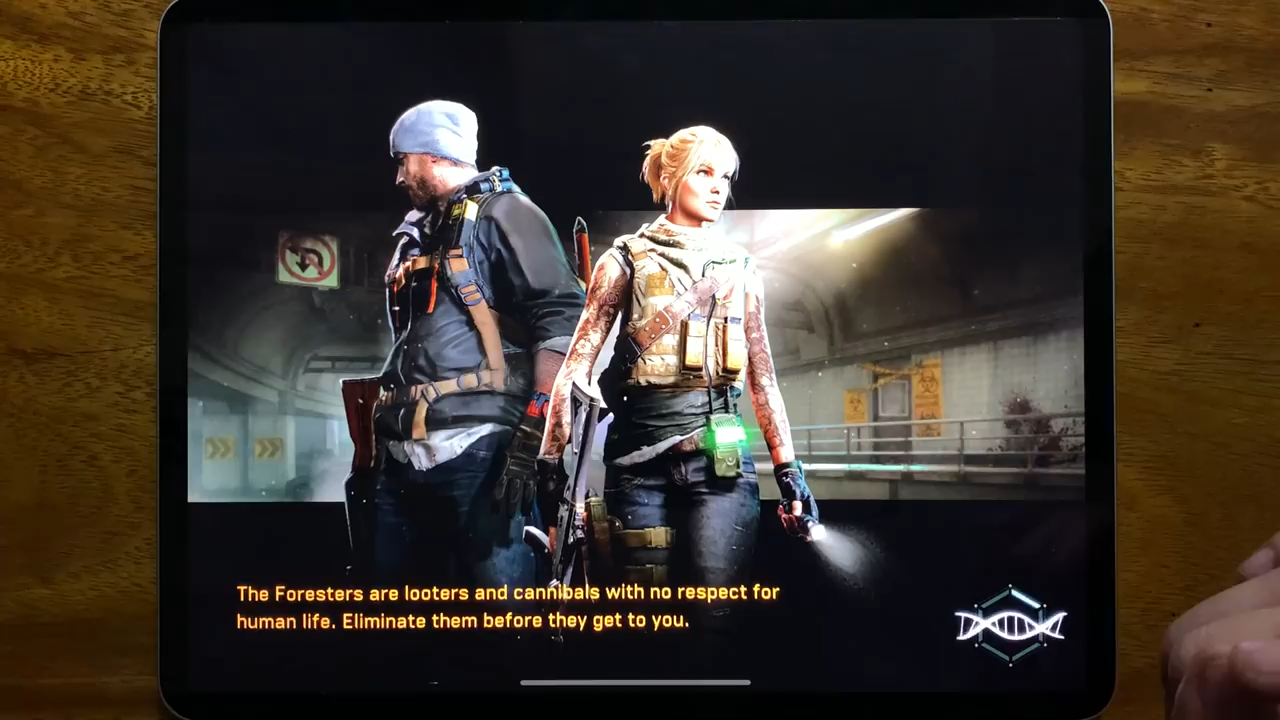 The Foresters are looters and cannibals with no respect for
human life. Eliminate them before they get to you.